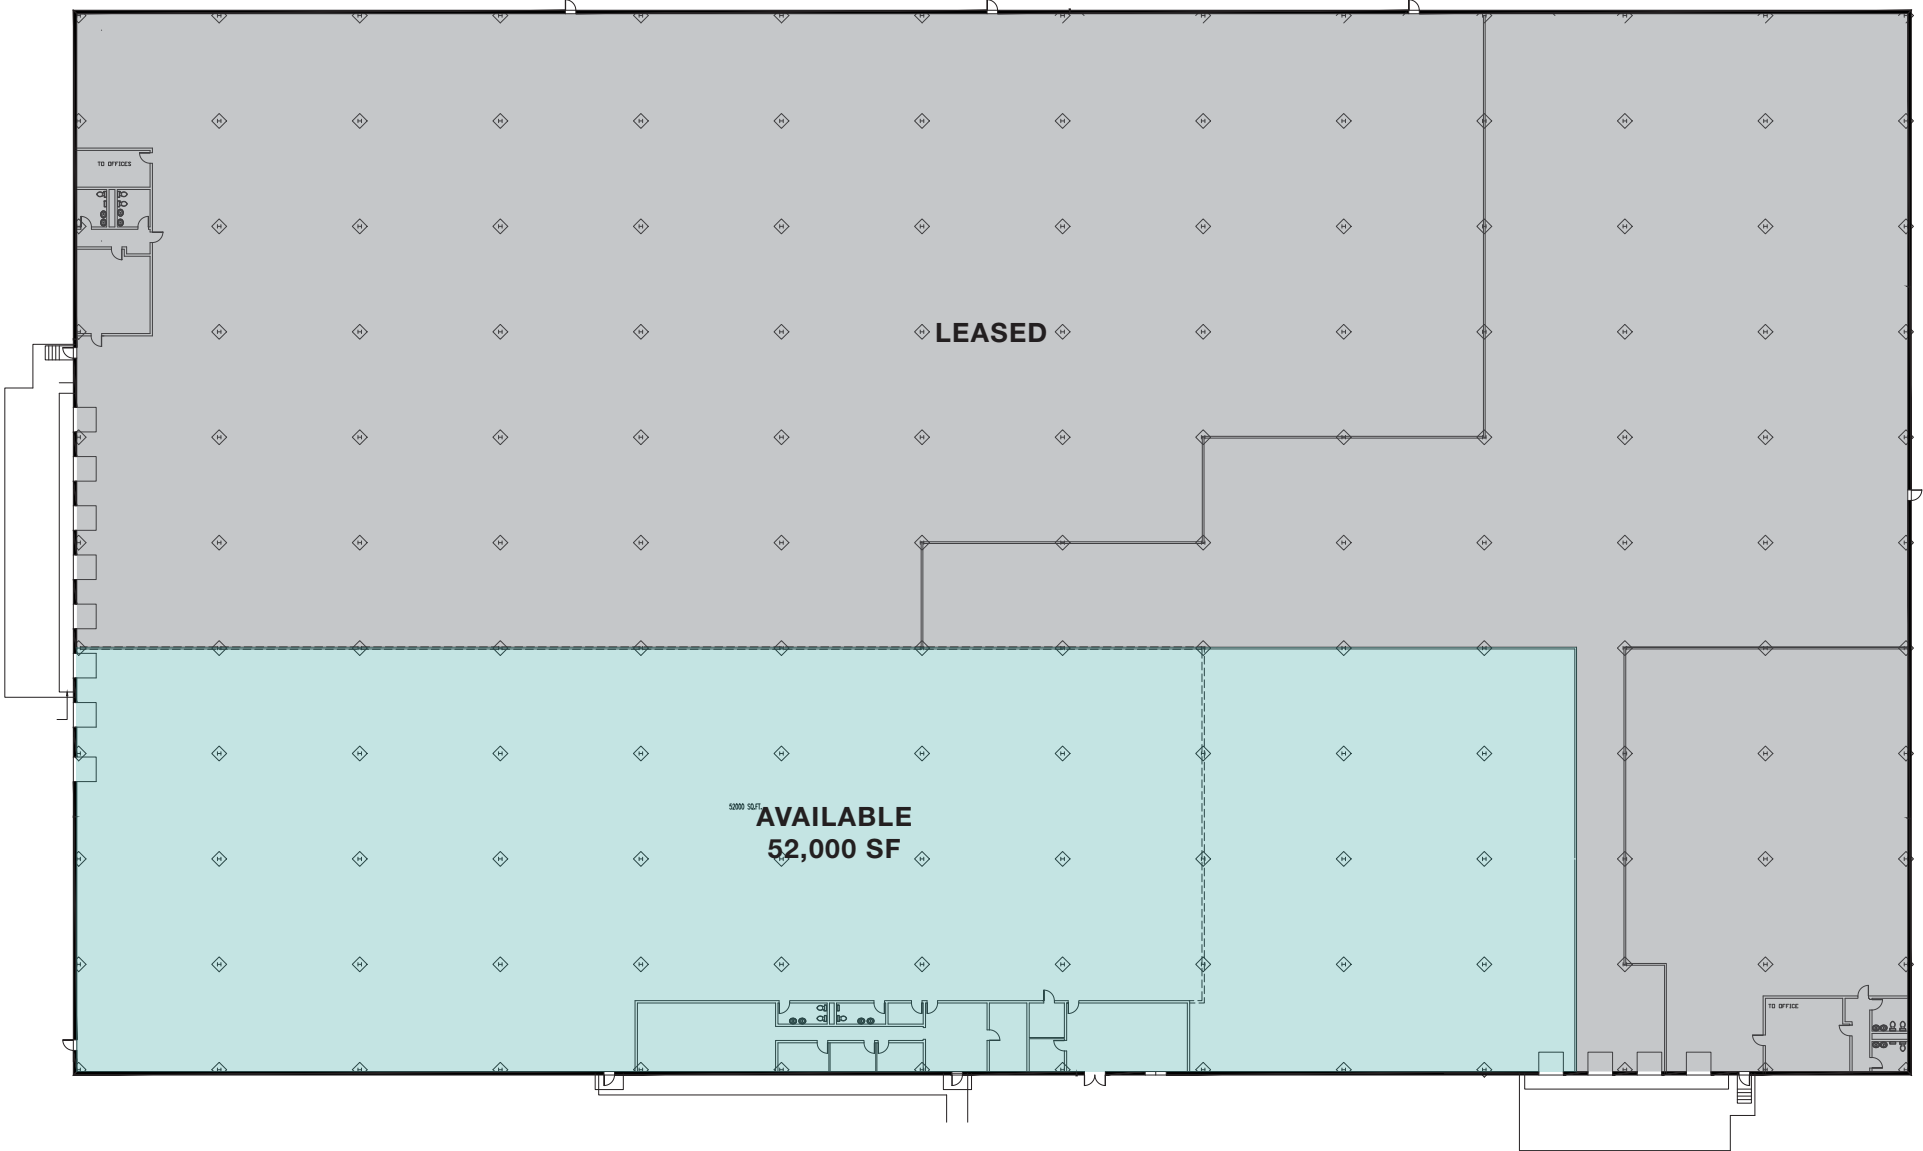 TO OFFICES
LEASED
52000 SQ.FT.
AVAILABLE
52,000 SF
TO OFFICE